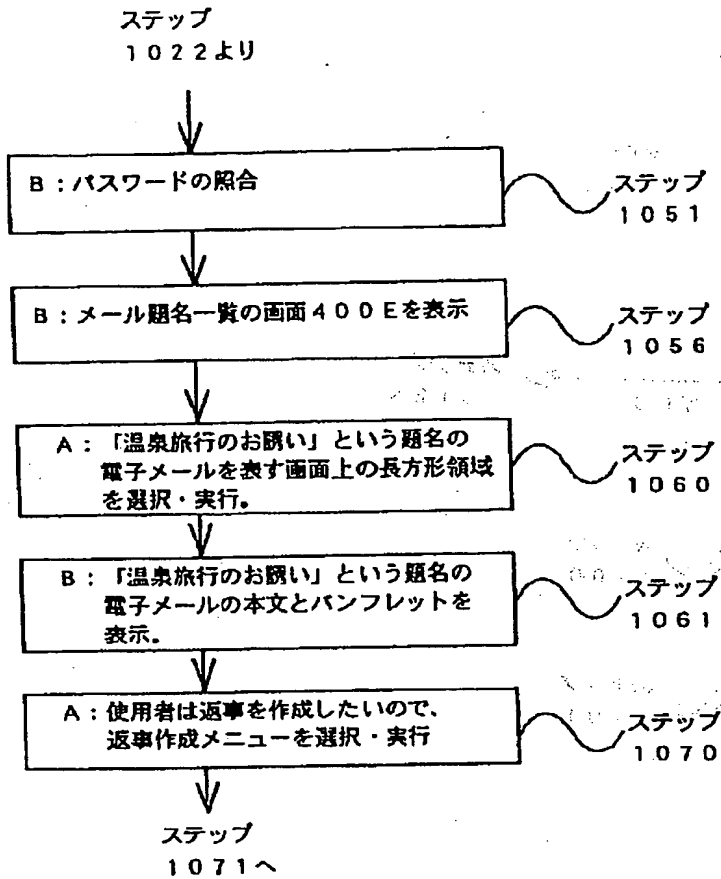 ステップ
1022より
B：パスワードの照合
ステップ
1051
B：メール題名一覧の画面400Eを表示
ステップ
1056
A：「温泉旅行のお誘い」という題名の
電子メールを表す画面上の長方形領域
を選択・実行。
ステップ
1060
B：「温泉旅行のお誘い」という題名の
電子メールの本文とパンフレットを
表示。
ステップ
1061
A：使用者は返事を作成したいので、
返事作成メニューを選択・実行
ステップ
1070
ステップ
1071へ